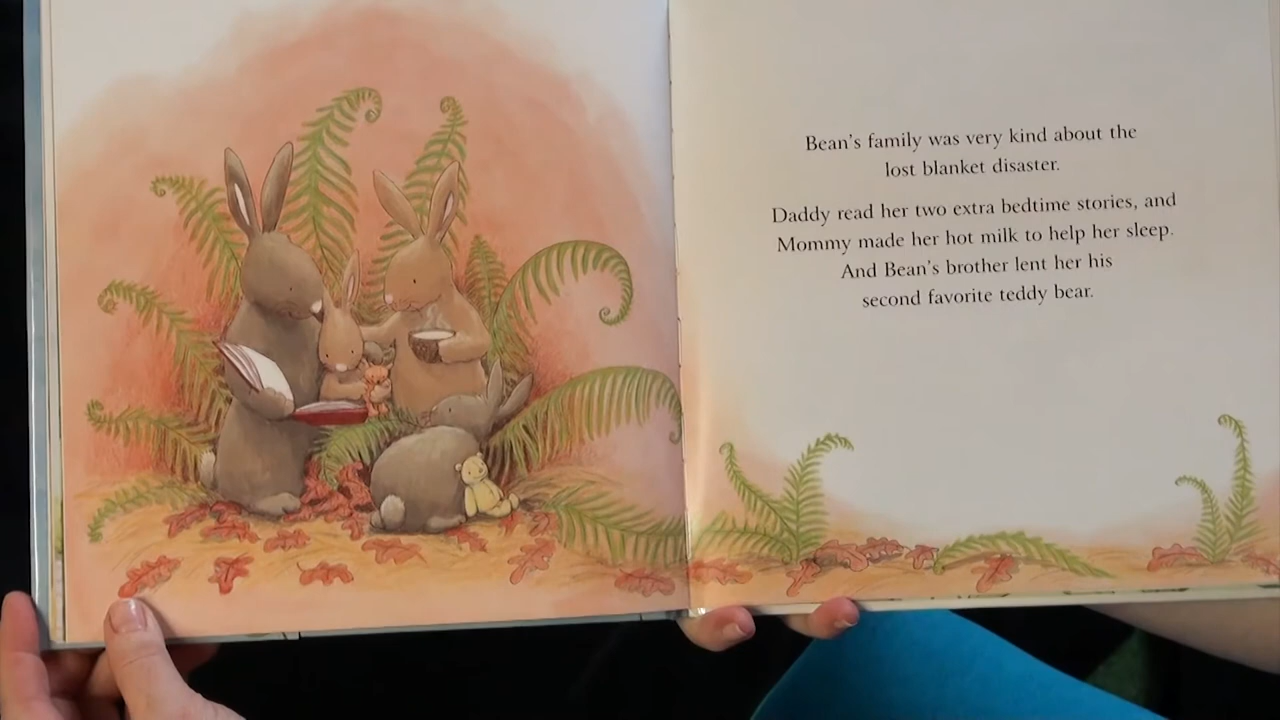 Bean's family was very kind about the
lost blanket disaster.
Daddy read her two extra bedtime stories, and
Mommy made her hot milk to help her sleep.
And Bean's brother lent her his
second favorite teddy bear.